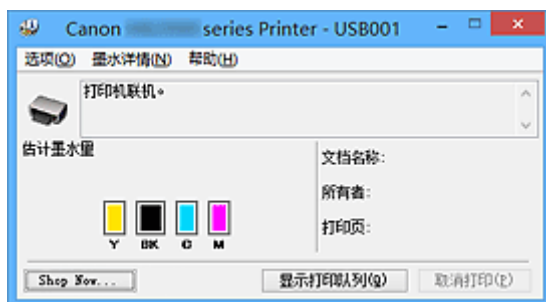 Canon series Printer - USB001
选项(O) 墨水详情(N) 帮助(H)
打印机联机。
估计墨水量
文档名称:
所有者:
打印页:
Y BK C M
Shop Now... 显示打印队列(Q) 取消打印(P)